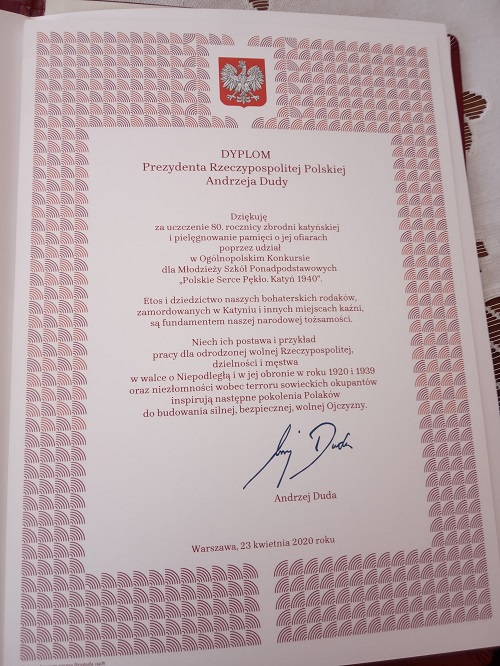 DYPLOM
Prezydenta Rzeczypospolitej Polskiej
Andrzeja Dudy
Dziękuję
za uczczenie 80. rocznicy zbrodni katyńskiej
i pielęgnowanie pamięci o jej ofiarach
poprzez udział
w Ogólnopolskim Konkursie
dla Młodzieży Szkół Ponadpodstawowych
„Polskie Serce Pękło. Katyń 1940".
Etos i dziedzictwo naszych bohaterskich rodaków,
zamordowanych w Katyniu i innych miejscach kaźni,
są fundamentem naszej narodowej tożsamości.
Niech ich postawa i przykład
pracy dla odrodzonej wolnej Rzeczypospolitej,
dzielności i męstwa
w walce o Niepodległą i w jej obronie w roku 1920 i 1939
oraz niezłomności wobec terroru sowieckich okupantów
inspirują następne pokolenia Polaków
do budowania silnej, bezpiecznej, wolnej Ojczyzny.
Andrzej Duda
Andrzej Duda
Warszawa, 23 kwietnia 2020 roku